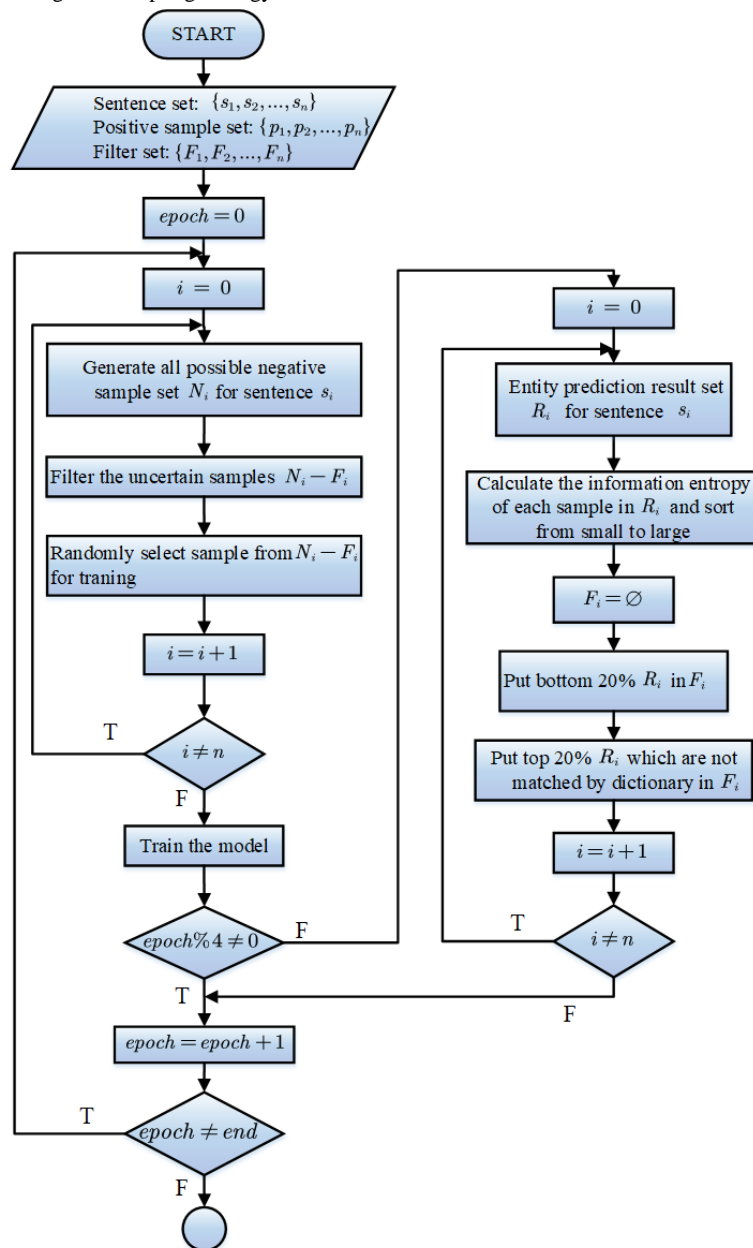 START
Sentence set: {s₁, s₂, ..., sₙ}
Positive sample set: {p₁, p₂, ..., pₙ}
Filter set: {F₁, F₂, ..., Fₙ}
epoch = 0
i = 0
Generate all possible negative
sample set Nᵢ for sentence sᵢ
Filter the uncertain samples Nᵢ − Fᵢ
Randomly select sample from Nᵢ − Fᵢ
for traning
i = i + 1
T
i ≠ n
F
Train the model
epoch%4 ≠ 0
F
T
epoch = epoch + 1
T
epoch ≠ end
F
i = 0
Entity prediction result set
Rᵢ for sentence sᵢ
Calculate the information entropy
of each sample in Rᵢ and sort
from small to large
Fᵢ = ∅
Put bottom 20% Rᵢ in Fᵢ
Put top 20% Rᵢ which are not
matched by dictionary in Fᵢ
i = i + 1
T
i ≠ n
F